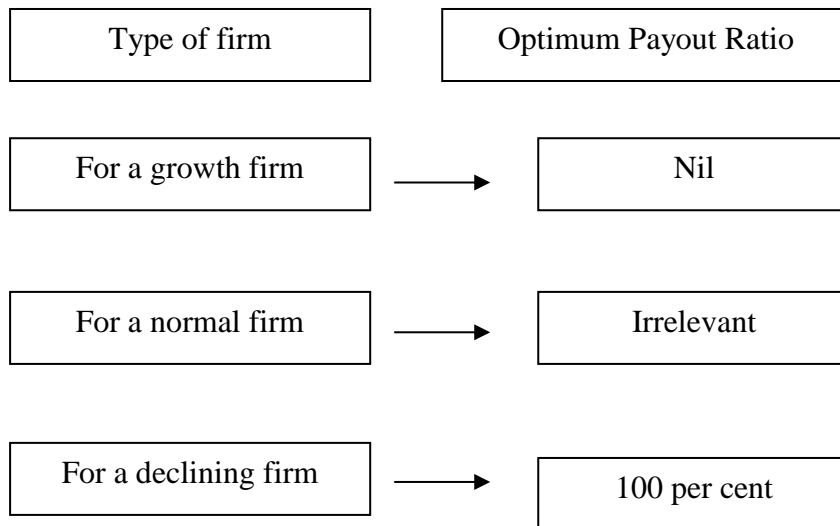 Type of firm
Optimum Payout Ratio
For a growth firm
Nil
For a normal firm
Irrelevant
For a declining firm
100 per cent